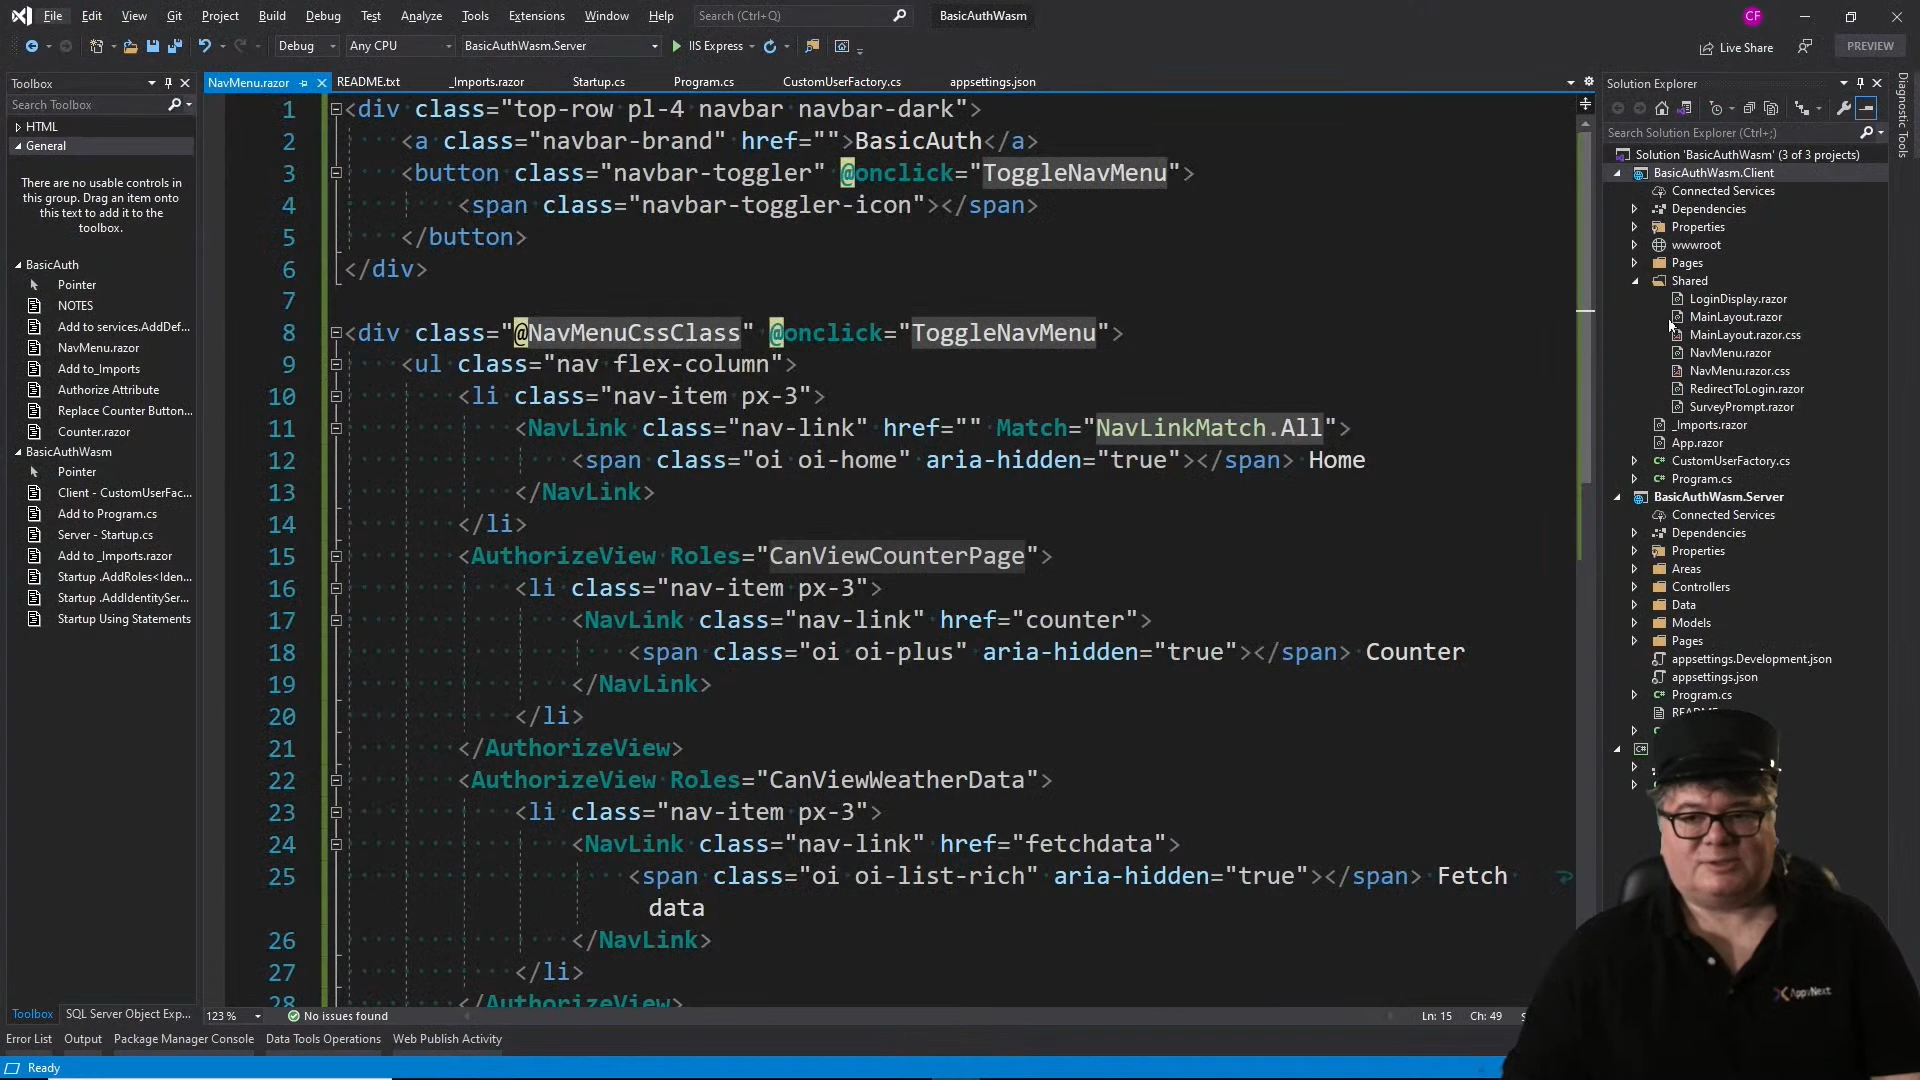 File Edit View Git Project Build Debug Test Analyze Tools Extensions Window Help Search (Ctrl+Q) BasicAuthWasm CF
Debug Any CPU BasicAuthWasm.Server IIS Express Live Share PREVIEW
Toolbox
Search Toolbox
HTML
General
There are no usable controls in
this group. Drag an item onto
this text to add it to the
toolbox.
BasicAuth
Pointer
NOTES
Add to services.AddDef...
NavMenu.razor
Add to_Imports
Authorize Attribute
Replace Counter Button...
Counter.razor
BasicAuthWasm
Pointer
Client - CustomUserFac...
Add to Program.cs
Server - Startup.cs
Add to _Imports.razor
Startup .AddRoles<Iden...
Startup .AddIdentitySer...
Startup Using Statements
Toolbox SQL Server Object Exp...
NavMenu.razor README.txt _Imports.razor Startup.cs Program.cs CustomUserFactory.cs appsettings.json
1 <div class="top-row pl-4 navbar navbar-dark">
2 <a class="navbar-brand" href="">BasicAuth</a>
3 <button class="navbar-toggler" @onclick="ToggleNavMenu">
4 <span class="navbar-toggler-icon"></span>
5 </button>
6 </div>
7
8 <div class="@NavMenuCssClass" @onclick="ToggleNavMenu">
9 <ul class="nav flex-column">
10 <li class="nav-item px-3">
11 <NavLink class="nav-link" href="" Match="NavLinkMatch.All">
12 <span class="oi oi-home" aria-hidden="true"></span> Home
13 </NavLink>
14 </li>
15 <AuthorizeView Roles="CanViewCounterPage">
16 <li class="nav-item px-3">
17 <NavLink class="nav-link" href="counter">
18 <span class="oi oi-plus" aria-hidden="true"></span> Counter
19 </NavLink>
20 </li>
21 </AuthorizeView>
22 <AuthorizeView Roles="CanViewWeatherData">
23 <li class="nav-item px-3">
24 <NavLink class="nav-link" href="fetchdata">
25 <span class="oi oi-list-rich" aria-hidden="true"></span> Fetch
data
26 </NavLink>
27 </li>
28 </AuthorizeView>
123 % No issues found Ln: 15 Ch: 49
Solution Explorer
Search Solution Explorer (Ctrl+;)
Solution 'BasicAuthWasm' (3 of 3 projects)
BasicAuthWasm.Client
Connected Services
Dependencies
Properties
wwwroot
Pages
Shared
LoginDisplay.razor
MainLayout.razor
MainLayout.razor.css
NavMenu.razor
NavMenu.razor.css
RedirectToLogin.razor
SurveyPrompt.razor
_Imports.razor
App.razor
CustomUserFactory.cs
Program.cs
BasicAuthWasm.Server
Connected Services
Dependencies
Properties
Areas
Controllers
Data
Models
Pages
appsettings.Development.json
appsettings.json
Program.cs
Diagnostic Tools
AppvNext
Error List Output Package Manager Console Data Tools Operations Web Publish Activity
Ready